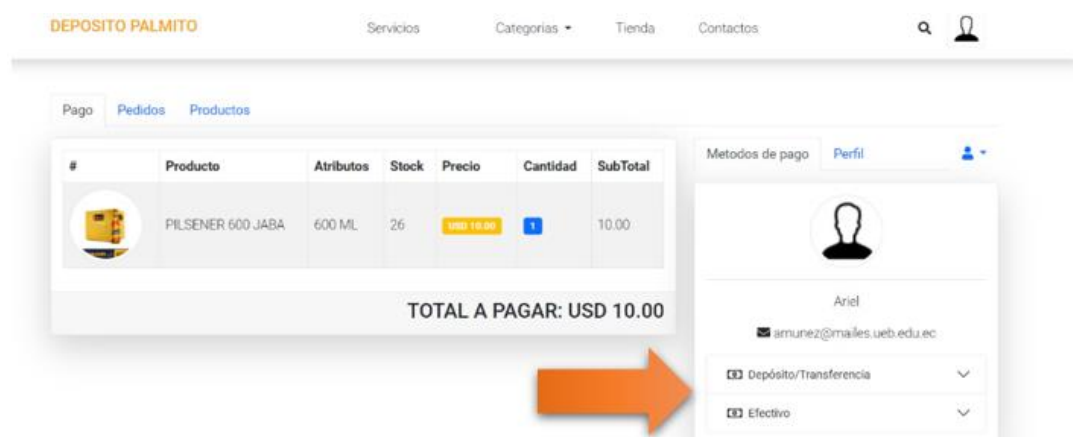 DEPOSITO PALMITO Servicios Categorias Tienda Contactos
Pago Pedidos Productos
Metodos de pago Perfil
# Producto Atributos Stock Precio Cantidad SubTotal
PILSENER 600 JABA 600 ML 26 USD 10.00 1 10.00
TOTAL A PAGAR: USD 10.00
Ariel
amunez@mailes.ueb.edu.ec
Depósito/Transferencia
Efectivo